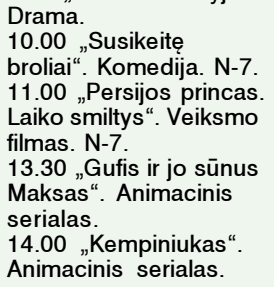 Drama.
10.00 „Susikeitę
broliai“. Komedija. N-7.
11.00 „Persijos princas.
Laiko smiltys“. Veiksmo
filmas. N-7.
13.30 „Gufis ir jo sūnus
Maksas“. Animacinis
serialas.
14.00 „Kempiniukas“.
Animacinis serialas.